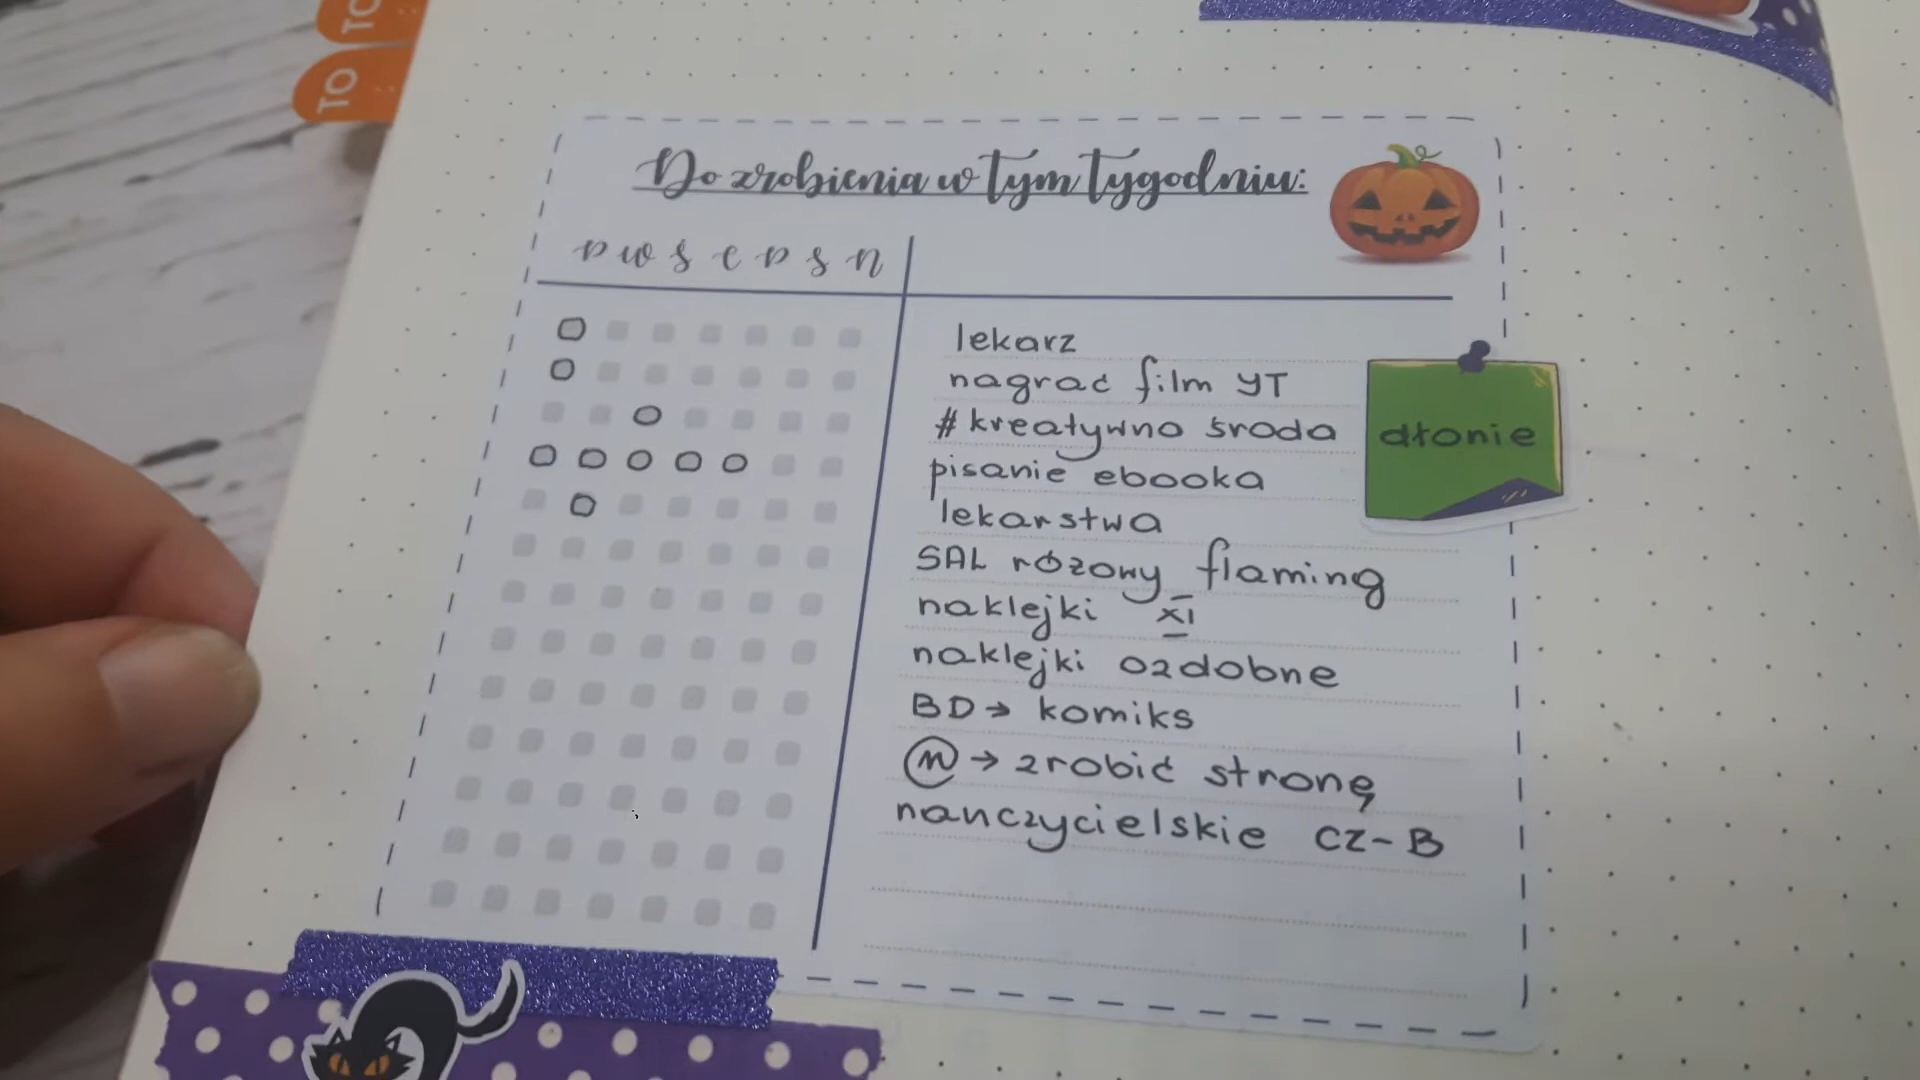 TO
TO
Do zrobienia w tym tygodniu:
P W Ś C P S N
lekarz
nagrać film YT
#kreatywna środa
dłonie
pisanie ebooka
lekarstwa
SAL różowy flaming
naklejki XI
naklejki ozdobne
BD → komiks
M → zrobić stronę
nauczycielskie CZ-B